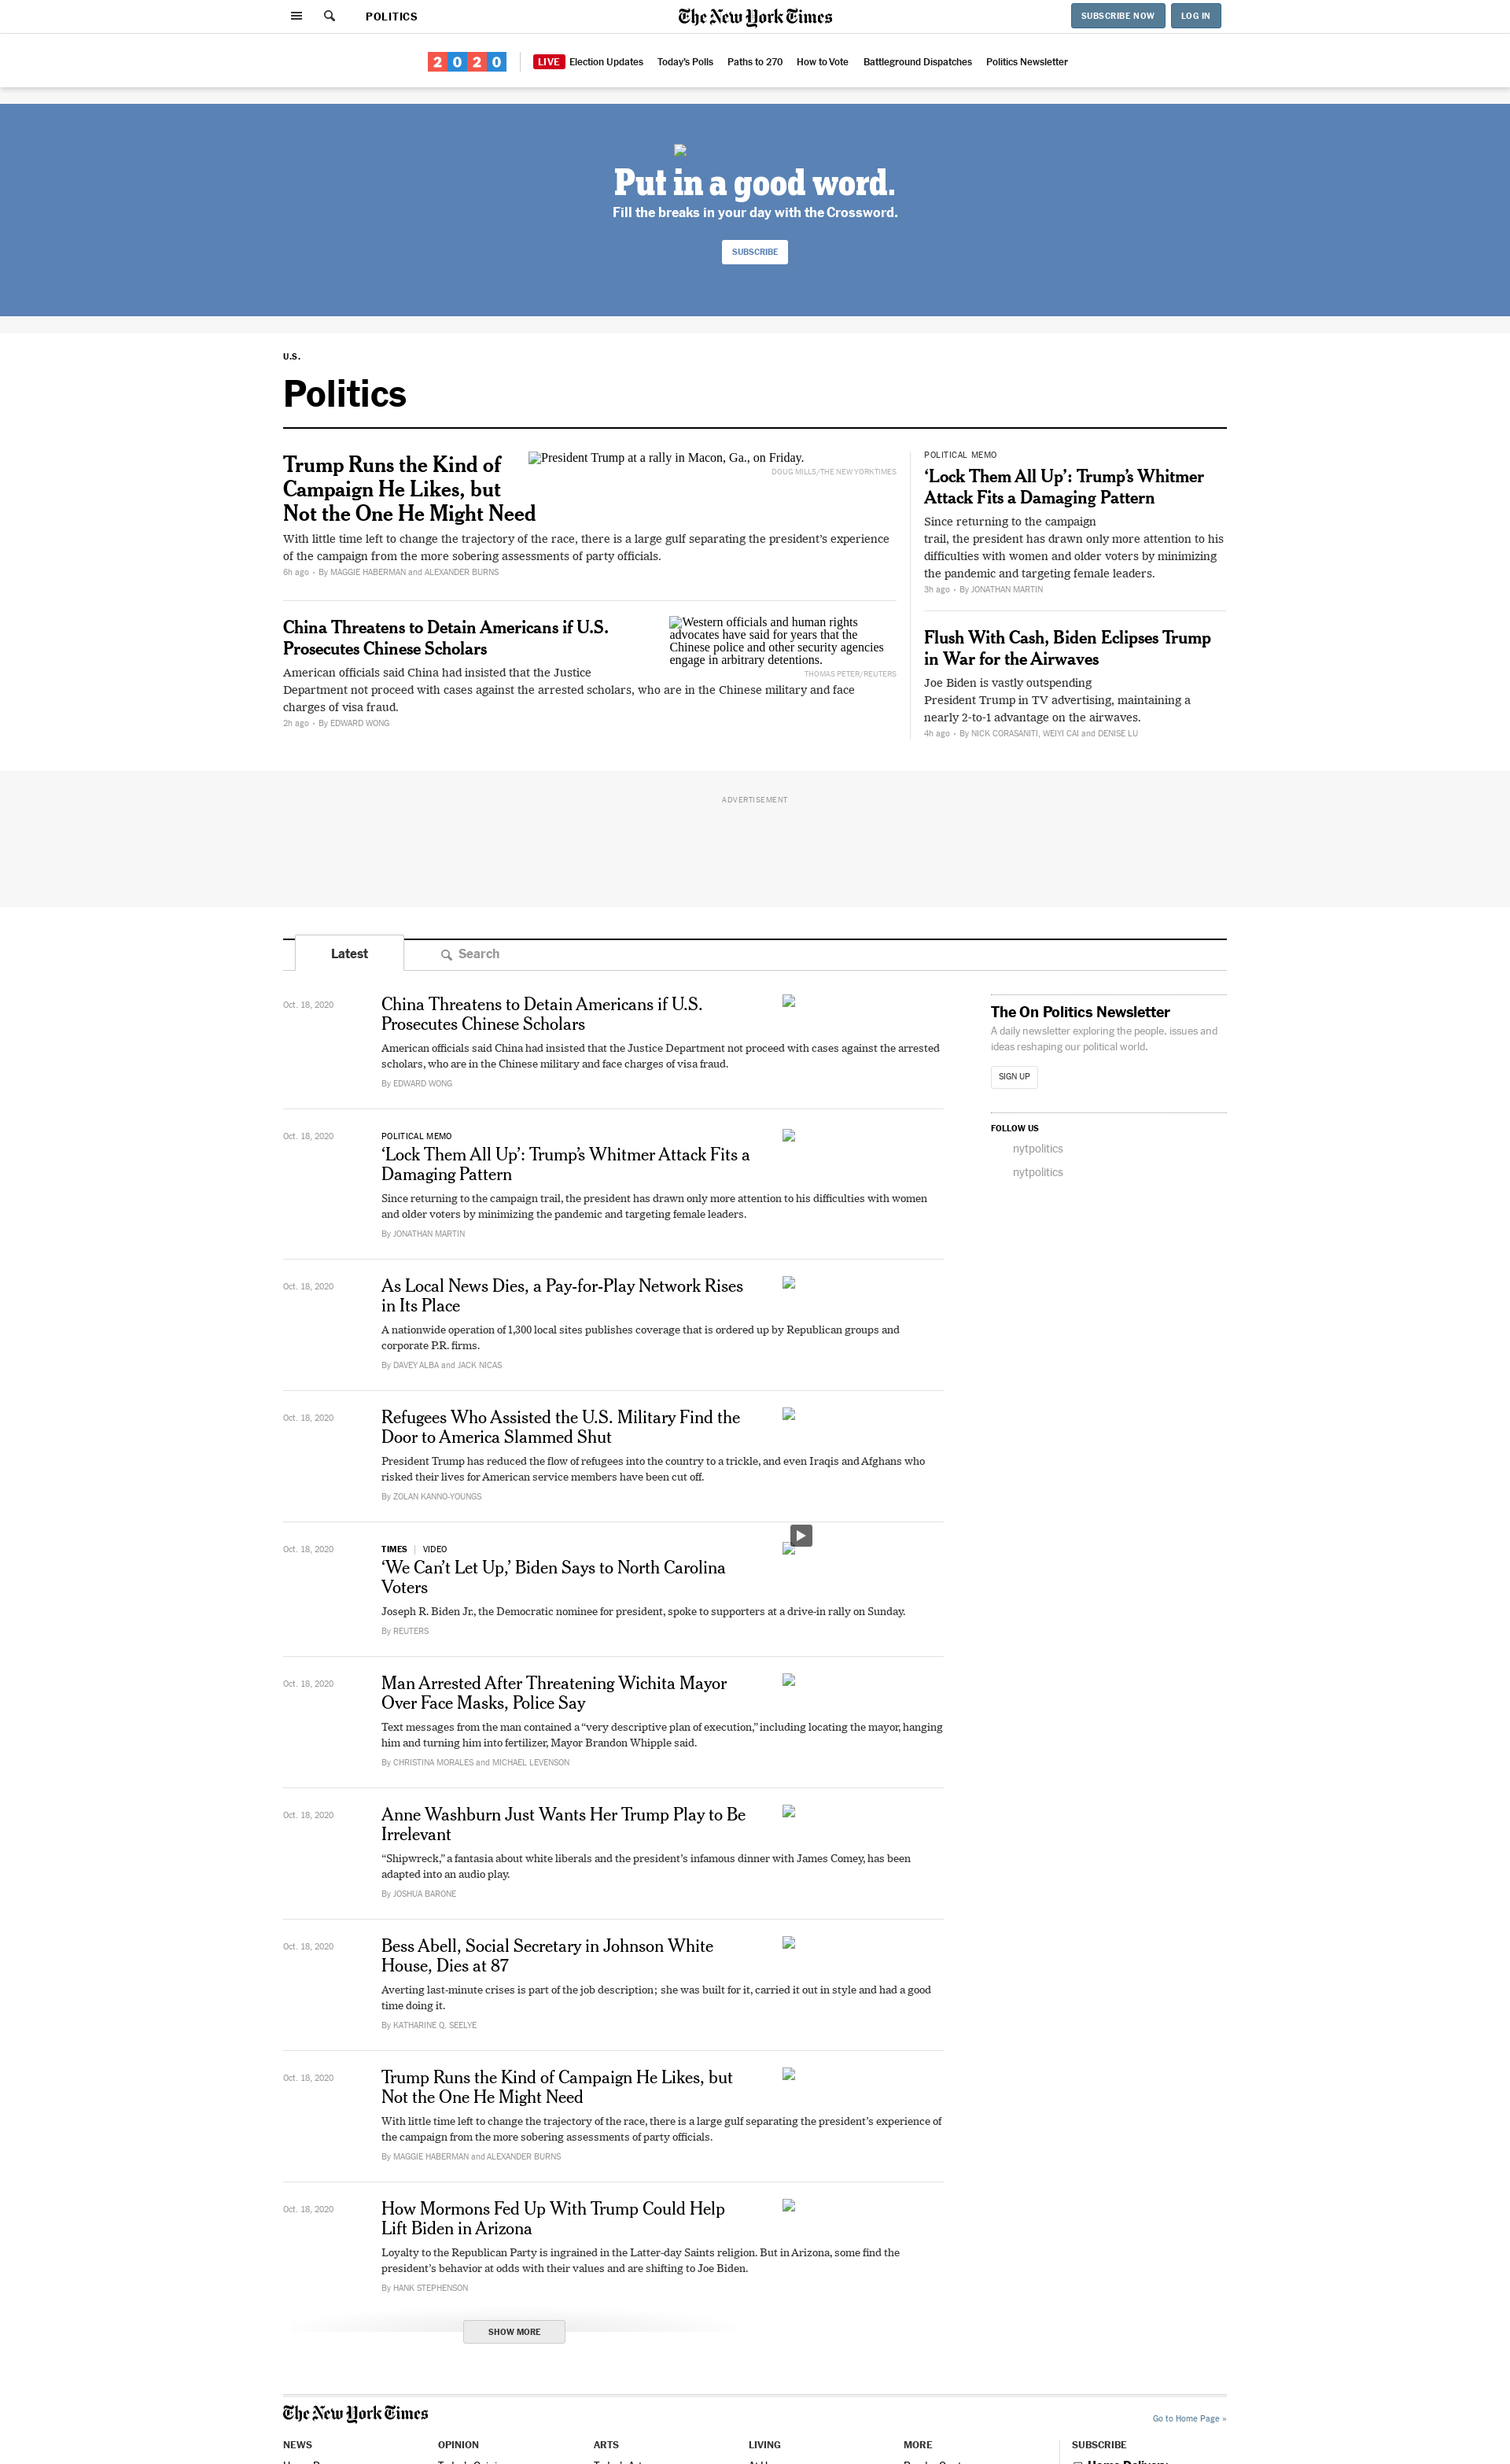 POLITICS
The New York Times
SUBSCRIBE NOW
LOG IN
2020
LIVE Election Updates
Today's Polls
Paths to 270
How to Vote
Battleground Dispatches
Politics Newsletter
Put in a good word.
Fill the breaks in your day with the Crossword.
SUBSCRIBE
U.S.
Politics
Trump Runs the Kind of
Campaign He Likes, but
Not the One He Might Need
President Trump at a rally in Macon, Ga., on Friday.
DOUG MILLS/THE NEW YORK TIMES
With little time left to change the trajectory of the race, there is a large gulf separating the president's experience
of the campaign from the more sobering assessments of party officials.
6h ago • By MAGGIE HABERMAN and ALEXANDER BURNS
China Threatens to Detain Americans if U.S.
Prosecutes Chinese Scholars
Western officials and human rights
advocates have said for years that the
Chinese police and other security agencies
engage in arbitrary detentions.
THOMAS PETER/REUTERS
American officials said China had insisted that the Justice
Department not proceed with cases against the arrested scholars, who are in the Chinese military and face
charges of visa fraud.
2h ago • By EDWARD WONG
POLITICAL MEMO
‘Lock Them All Up’: Trump’s Whitmer
Attack Fits a Damaging Pattern
Since returning to the campaign
trail, the president has drawn only more attention to his
difficulties with women and older voters by minimizing
the pandemic and targeting female leaders.
3h ago • By JONATHAN MARTIN
Flush With Cash, Biden Eclipses Trump
in War for the Airwaves
Joe Biden is vastly outspending
President Trump in TV advertising, maintaining a
nearly 2-to-1 advantage on the airwaves.
4h ago • By NICK CORASANITI, WEIYI CAI and DENISE LU
ADVERTISEMENT
Latest
Search
Oct. 18, 2020
China Threatens to Detain Americans if U.S.
Prosecutes Chinese Scholars
American officials said China had insisted that the Justice Department not proceed with cases against the arrested
scholars, who are in the Chinese military and face charges of visa fraud.
By EDWARD WONG
Oct. 18, 2020
POLITICAL MEMO
‘Lock Them All Up’: Trump’s Whitmer Attack Fits a
Damaging Pattern
Since returning to the campaign trail, the president has drawn only more attention to his difficulties with women
and older voters by minimizing the pandemic and targeting female leaders.
By JONATHAN MARTIN
Oct. 18, 2020
As Local News Dies, a Pay-for-Play Network Rises
in Its Place
A nationwide operation of 1,300 local sites publishes coverage that is ordered up by Republican groups and
corporate P.R. firms.
By DAVEY ALBA and JACK NICAS
Oct. 18, 2020
Refugees Who Assisted the U.S. Military Find the
Door to America Slammed Shut
President Trump has reduced the flow of refugees into the country to a trickle, and even Iraqis and Afghans who
risked their lives for American service members have been cut off.
By ZOLAN KANNO-YOUNGS
Oct. 18, 2020
TIMES | VIDEO
‘We Can’t Let Up,’ Biden Says to North Carolina
Voters
Joseph R. Biden Jr., the Democratic nominee for president, spoke to supporters at a drive-in rally on Sunday.
By REUTERS
Oct. 18, 2020
Man Arrested After Threatening Wichita Mayor
Over Face Masks, Police Say
Text messages from the man contained a “very descriptive plan of execution,” including locating the mayor, hanging
him and turning him into fertilizer, Mayor Brandon Whipple said.
By CHRISTINA MORALES and MICHAEL LEVENSON
Oct. 18, 2020
Anne Washburn Just Wants Her Trump Play to Be
Irrelevant
“Shipwreck,” a fantasia about white liberals and the president’s infamous dinner with James Comey, has been
adapted into an audio play.
By JOSHUA BARONE
Oct. 18, 2020
Bess Abell, Social Secretary in Johnson White
House, Dies at 87
Averting last-minute crises is part of the job description; she was built for it, carried it out in style and had a good
time doing it.
By KATHARINE Q. SEELYE
Oct. 18, 2020
Trump Runs the Kind of Campaign He Likes, but
Not the One He Might Need
With little time left to change the trajectory of the race, there is a large gulf separating the president’s experience of
the campaign from the more sobering assessments of party officials.
By MAGGIE HABERMAN and ALEXANDER BURNS
Oct. 18, 2020
How Mormons Fed Up With Trump Could Help
Lift Biden in Arizona
Loyalty to the Republican Party is ingrained in the Latter-day Saints religion. But in Arizona, some find the
president’s behavior at odds with their values and are shifting to Joe Biden.
By HANK STEPHENSON
SHOW MORE
The On Politics Newsletter
A daily newsletter exploring the people, issues and
ideas reshaping our political world.
SIGN UP
FOLLOW US
nytpolitics
nytpolitics
The New York Times
Go to Home Page »
NEWS
OPINION
ARTS
LIVING
MORE
SUBSCRIBE